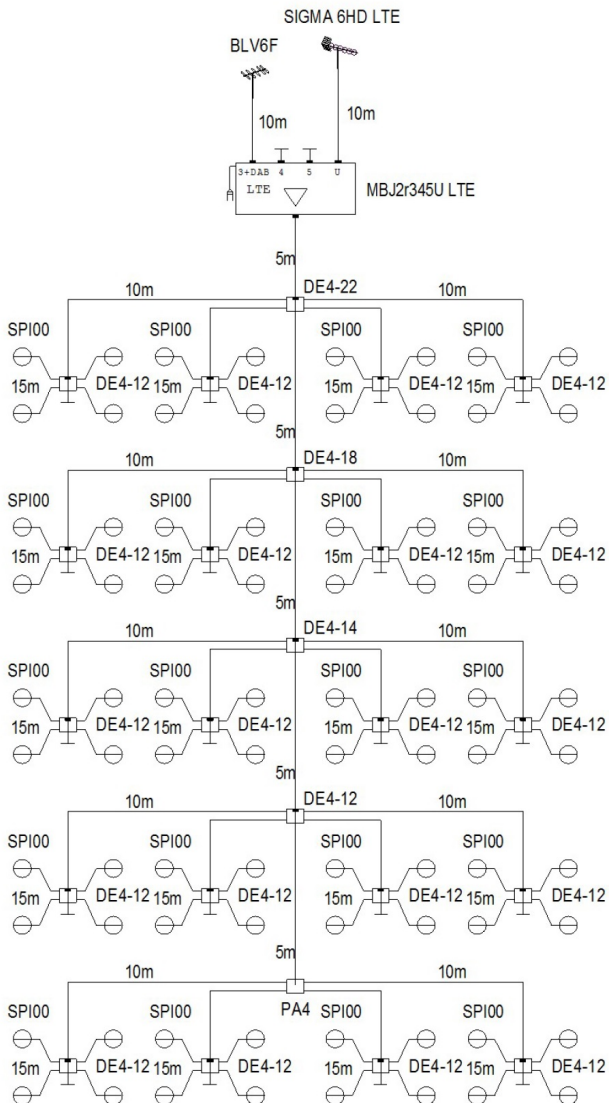 SIGMA 6HD LTE
BLV6F
10m 10m
3+DAB 4 5 U
LTE
MBJ2r345U LTE
5m
DE4-22
10m 10m
SPI00 SPI00 SPI00 SPI00
15m DE4-12 15m DE4-12 15m DE4-12 15m DE4-12
5m
DE4-18
10m 10m
SPI00 SPI00 SPI00 SPI00
15m DE4-12 15m DE4-12 15m DE4-12 15m DE4-12
5m
DE4-14
10m 10m
SPI00 SPI00 SPI00 SPI00
15m DE4-12 15m DE4-12 15m DE4-12 15m DE4-12
5m
DE4-12
10m 10m
SPI00 SPI00 SPI00 SPI00
15m DE4-12 15m DE4-12 15m DE4-12 15m DE4-12
5m
10m 10m
SPI00 SPI00 PA4 SPI00 SPI00
15m DE4-12 15m DE4-12 15m DE4-12 15m DE4-12